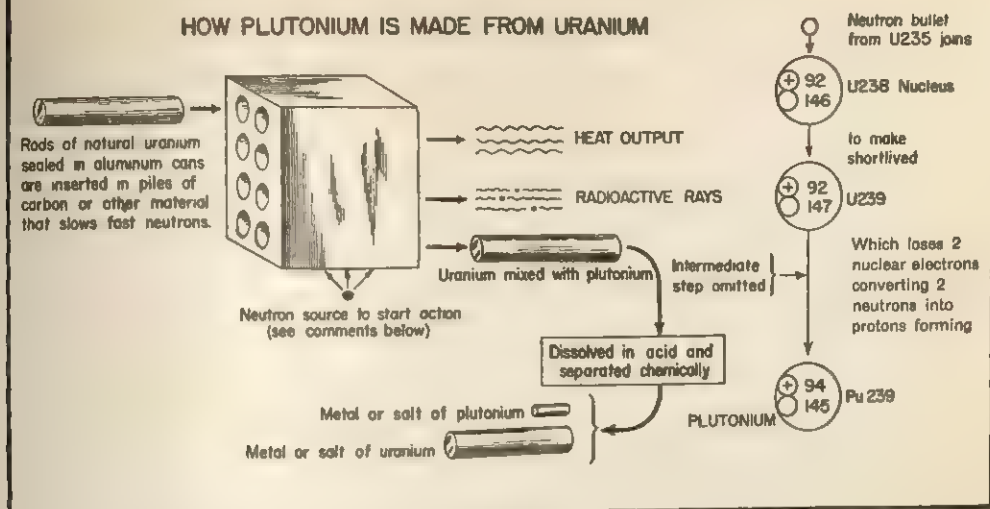 HOW PLUTONIUM IS MADE FROM URANIUM
Rods of natural uranium
sealed in aluminum cans
are inserted in piles of
carbon or other material
that slows fast neutrons.
HEAT OUTPUT
RADIOACTIVE RAYS
Uranium mixed with plutonium
Neutron source to start action
(see comments below)
Dissolved in acid and
separated chemically
Metal or salt of plutonium
Metal or salt of uranium
Neutron bullet
from U235 joins
+ 92
146
U238 Nucleus
to make
shortlived
+ 92
147
U239
Intermediate
step omitted
Which loses 2
nuclear electrons
converting 2
neutrons into
protons forming
+ 94
145
Pu 239
PLUTONIUM